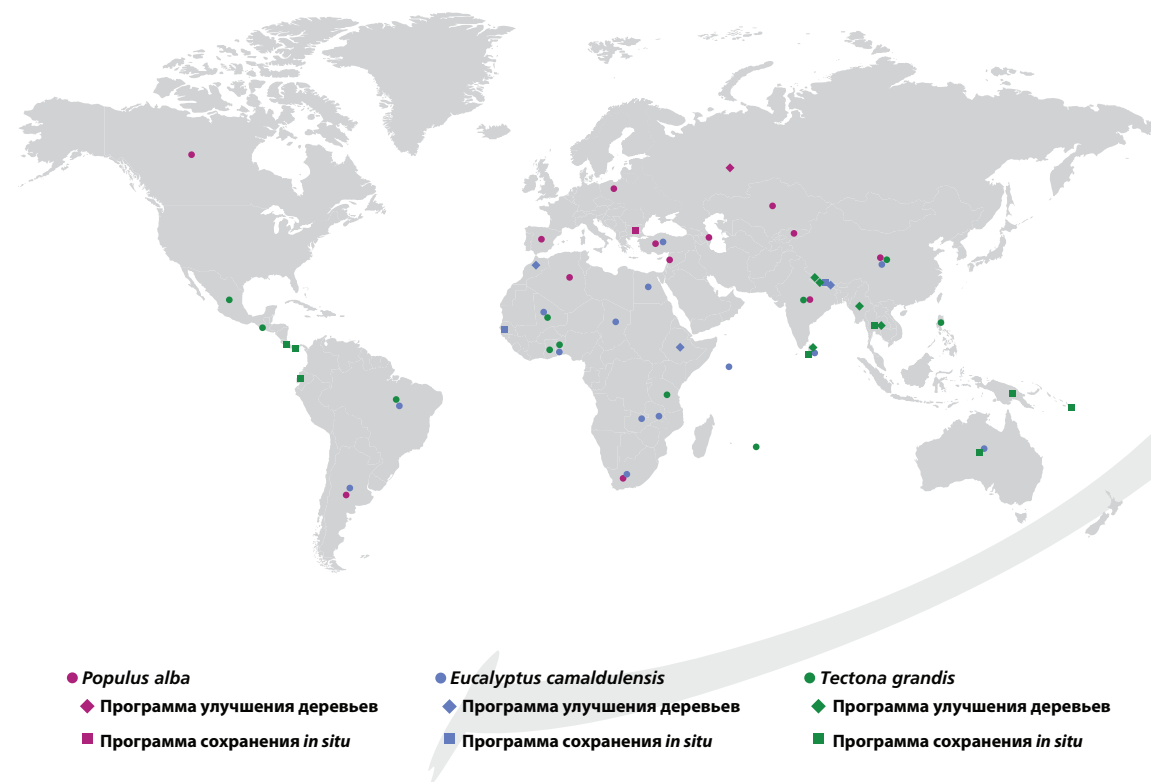 Populus alba
Программа улучшения деревьев
Программа сохранения in situ
Eucalyptus camaldulensis
Программа улучшения деревьев
Программа сохранения in situ
Tectona grandis
Программа улучшения деревьев
Программа сохранения in situ